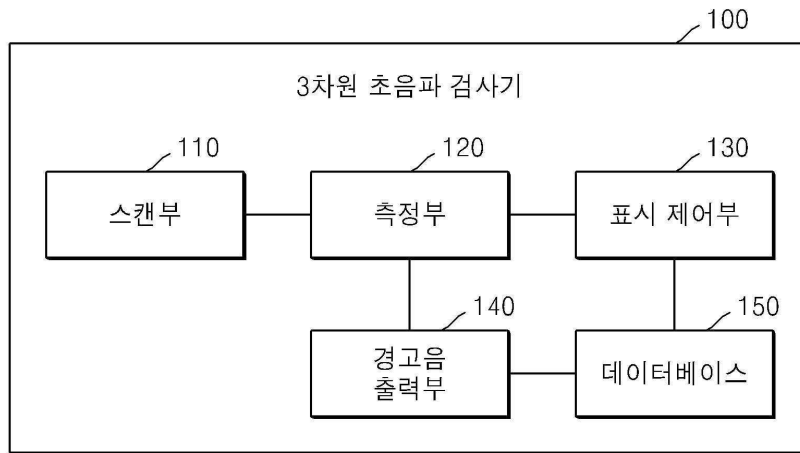 100
3차원 초음파 검사기
110
120
130
스캔부
측정부
표시 제어부
140
150
경고음
출력부
데이터베이스